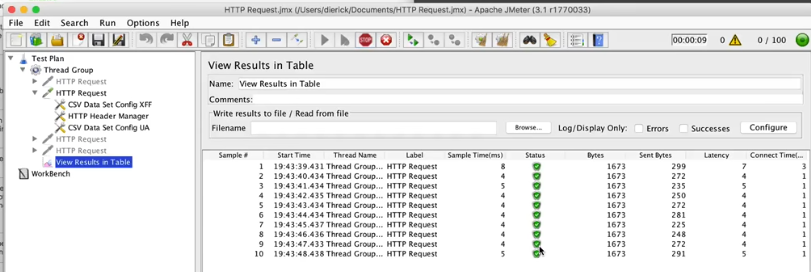 HTTP Request.jmx (/Users/dierick/Documents/HTTP Request.jmx) - Apache JMeter (3.1 r1770033)
File Edit Search Run Options Help
00:00:09 0 0 / 100
Test Plan
Thread Group
HTTP Request
HTTP Request
CSV Data Set Config XFF
HTTP Header Manager
CSV Data Set Config UA
HTTP Request
HTTP Request
View Results in Table
WorkBench
View Results in Table
Name: View Results in Table
Comments:
Write results to file / Read from file
Filename Browse... Log/Display Only: Errors Successes Configure
Sample # Start Time Thread Name Label Sample Time(ms) Status Bytes Sent Bytes Latency Connect Time(...
1 19:43:39.431 Thread Group... HTTP Request 8 1673 299 7 3
2 19:43:40.434 Thread Group... HTTP Request 4 1673 272 4 1
3 19:43:41.434 Thread Group... HTTP Request 5 1673 235 5 1
4 19:43:42.435 Thread Group... HTTP Request 4 1673 250 4 1
5 19:43:43.434 Thread Group... HTTP Request 4 1673 272 4 1
6 19:43:44.434 Thread Group... HTTP Request 4 1673 281 4 1
7 19:43:45.437 Thread Group... HTTP Request 4 1673 225 4 1
8 19:43:46.436 Thread Group... HTTP Request 4 1673 248 4 1
9 19:43:47.433 Thread Group... HTTP Request 4 1673 272 4 1
10 19:43:48.438 Thread Group... HTTP Request 5 1673 291 5 1